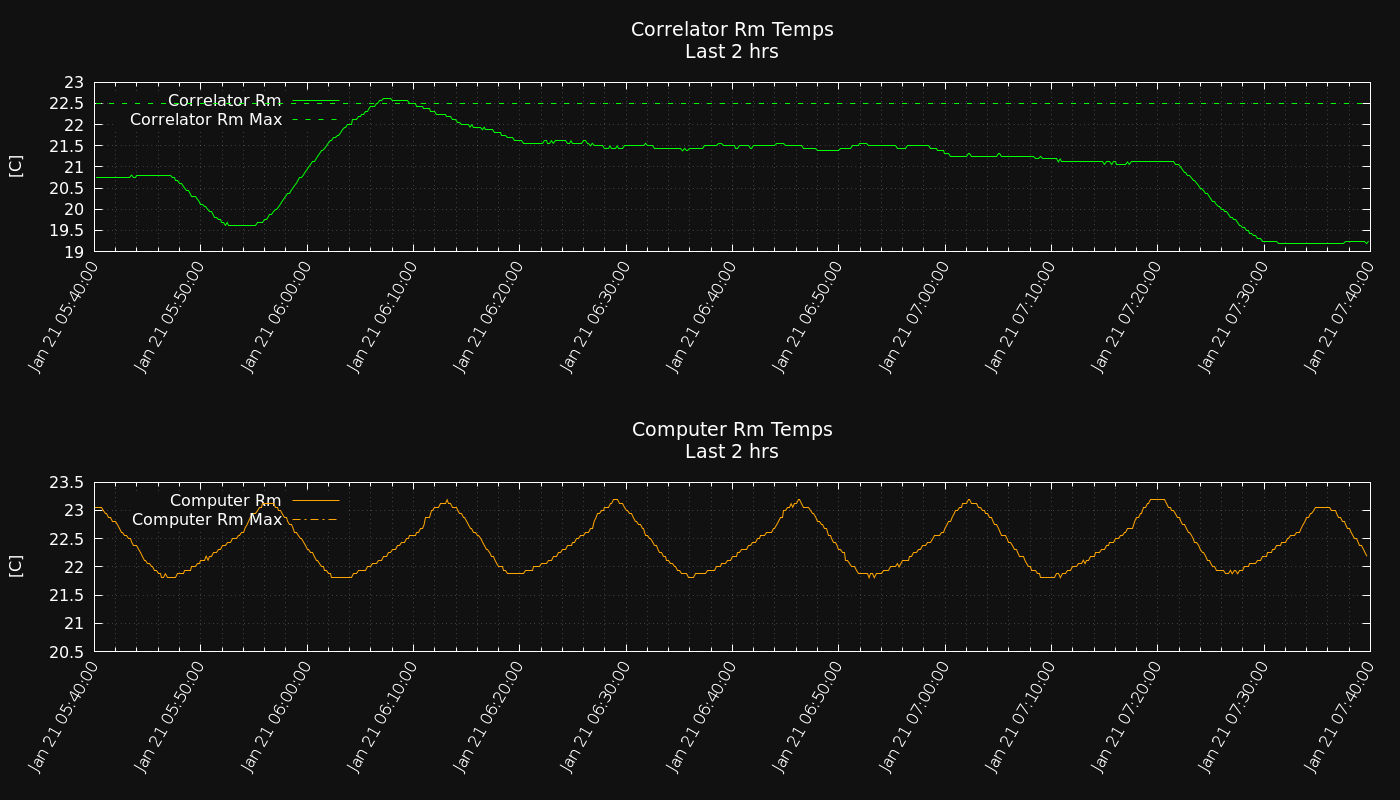 Correlator Rm Temps
Last 2 hrs
23
22.5
22
21.5
21
20.5
20
19.5
19
[C]
Correlator Rm
Correlator Rm Max
Jan 21 05:40:00
Jan 21 05:50:00
Jan 21 06:00:00
Jan 21 06:10:00
Jan 21 06:20:00
Jan 21 06:30:00
Jan 21 06:40:00
Jan 21 06:50:00
Jan 21 07:00:00
Jan 21 07:10:00
Jan 21 07:20:00
Jan 21 07:30:00
Jan 21 07:40:00
Computer Rm Temps
Last 2 hrs
23.5
23
22.5
22
21.5
21
20.5
[C]
Computer Rm
Computer Rm Max
Jan 21 05:40:00
Jan 21 05:50:00
Jan 21 06:00:00
Jan 21 06:10:00
Jan 21 06:20:00
Jan 21 06:30:00
Jan 21 06:40:00
Jan 21 06:50:00
Jan 21 07:00:00
Jan 21 07:10:00
Jan 21 07:20:00
Jan 21 07:30:00
Jan 21 07:40:00